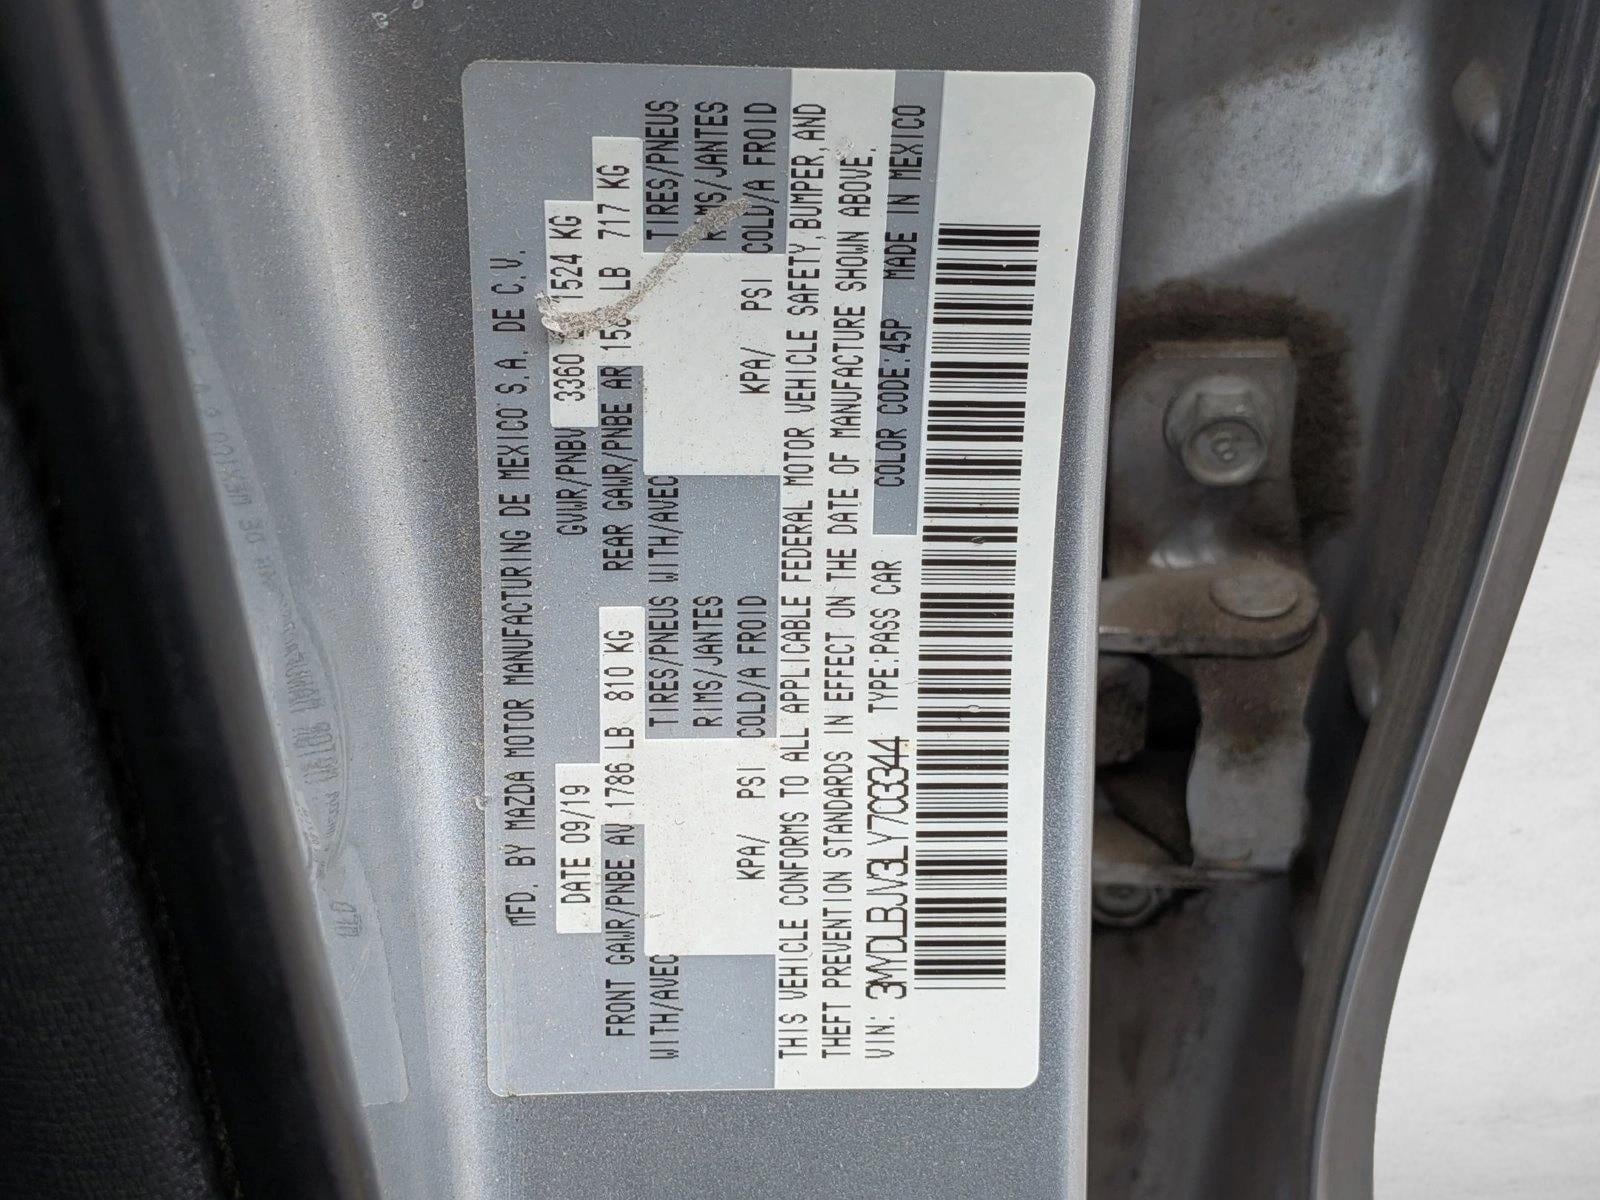 MFD. BY MAZDA MOTOR MANUFACTURING DE MEXICO S.A. DE C.V.
DATE 09/19 GVWR/PNBV 3360 1524 KG
FRONT GAWR/PNBE AV 1786 LB 810 KG REAR GAWR/PNBE AR LB 717 KG
WITH/AVEC TIRES/PNEUS WITH/AVEC TIRES/PNEUS
RIMS/JANTES RIMS/JANTES
KPA/ PSI COLD/A FROID KPA/ PSI COLD/A FROID
THIS VEHICLE CONFORMS TO ALL APPLICABLE FEDERAL MOTOR VEHICLE SAFETY, BUMPER, AND
THEFT PREVENTION STANDARDS IN EFFECT ON THE DATE OF MANUFACTURE SHOWN ABOVE.
VIN: 3MYDLBJV3LY703344 TYPE:PASS CAR COLOR CODE:45P MADE IN MEXICO